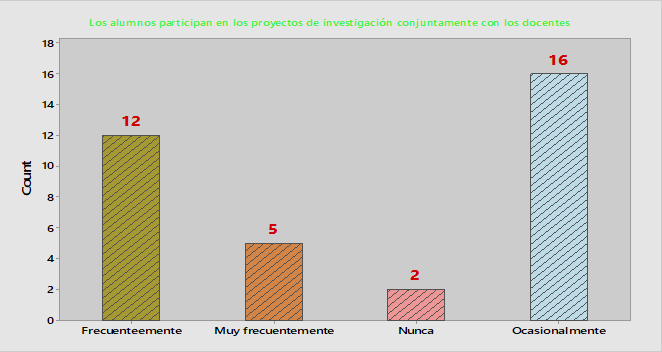 Los alumnos participan en los proyectos de investigación conjuntamente con los docentes
18
16
14
12
10
8
6
4
2
0
Count
12
5
2
16
Frecuenteemente
Muy frecuentemente
Nunca
Ocasionalmente